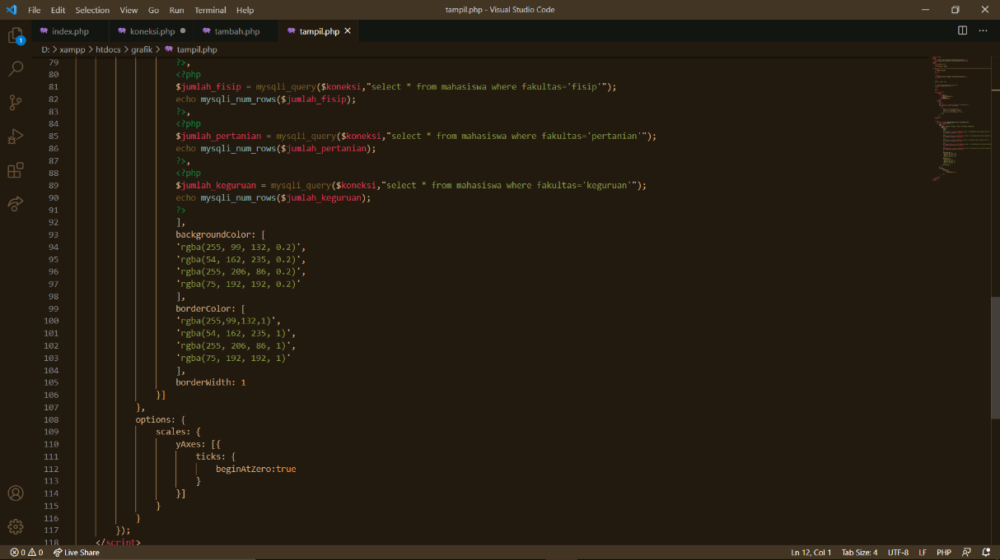 File Edit Selection View Go Run Terminal Help tampil.php - Visual Studio Code
index.php koneksi.php tambah.php tampil.php
D: > xampp > htdocs > grafik > tampil.php
1
79 ?>,
80 <?php
81 $jumlah_fisip = mysqli_query($koneksi,"select * from mahasiswa where fakultas='fisip'");
82 echo mysqli_num_rows($jumlah_fisip);
83 ?>,
84 <?php
85 $jumlah_pertanian = mysqli_query($koneksi,"select * from mahasiswa where fakultas='pertanian'");
86 echo mysqli_num_rows($jumlah_pertanian);
87 ?>,
88 <?php
89 $jumlah_keguruan = mysqli_query($koneksi,"select * from mahasiswa where fakultas='keguruan'");
90 echo mysqli_num_rows($jumlah_keguruan);
91 ?>
92 ],
93 backgroundColor: [
94 'rgba(255, 99, 132, 0.2)',
95 'rgba(54, 162, 235, 0.2)',
96 'rgba(255, 206, 86, 0.2)',
97 'rgba(75, 192, 192, 0.2)'
98 ],
99 borderColor: [
100 'rgba(255,99,132,1)',
101 'rgba(54, 162, 235, 1)',
102 'rgba(255, 206, 86, 1)',
103 'rgba(75, 192, 192, 1)'
104 ],
105 borderWidth: 1
106 }]
107 },
108 options: {
109 scales: {
110 yAxes: [{
111 ticks: {
112 beginAtZero:true
113 }
114 }]
115 }
116 }
117 });
118 </script>
0 0 Live Share Ln 12, Col 1 Tab Size: 4 UTF-8 LF PHP